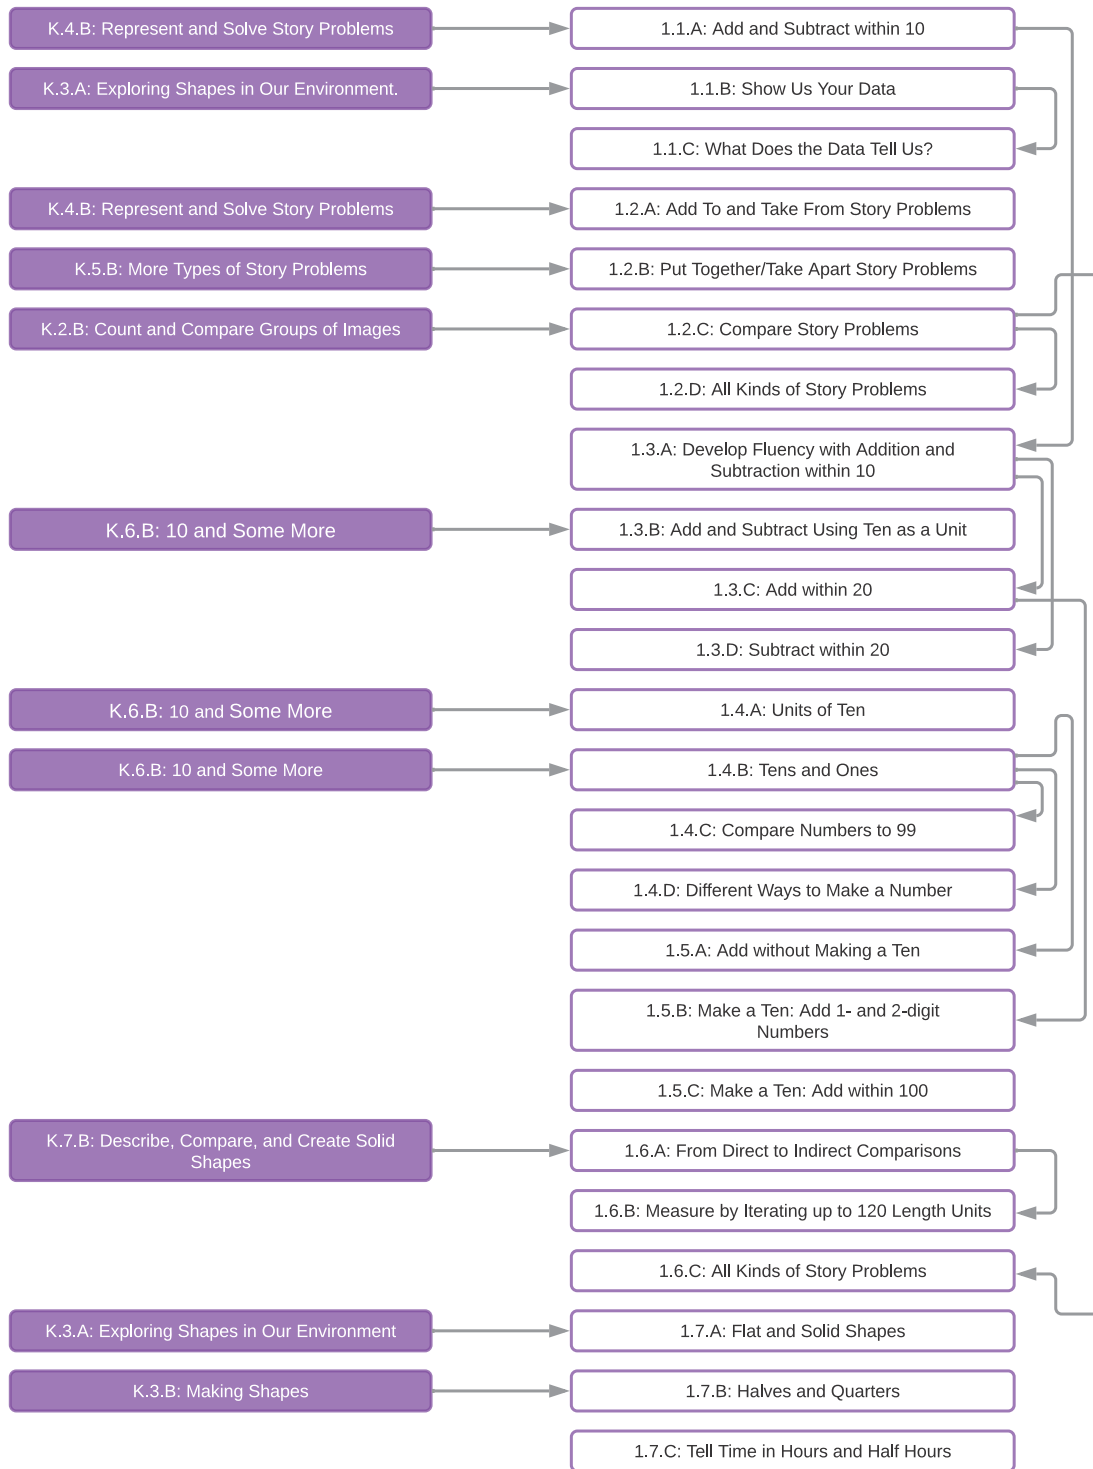 K.4.B: Represent and Solve Story Problems
1.1.A: Add and Subtract within 10
K.3.A: Exploring Shapes in Our Environment.
1.1.B: Show Us Your Data
1.1.C: What Does the Data Tell Us?
K.4.B: Represent and Solve Story Problems
1.2.A: Add To and Take From Story Problems
K.5.B: More Types of Story Problems
1.2.B: Put Together/Take Apart Story Problems
K.2.B: Count and Compare Groups of Images
1.2.C: Compare Story Problems
1.2.D: All Kinds of Story Problems
1.3.A: Develop Fluency with Addition and
Subtraction within 10
K.6.B: 10 and Some More
1.3.B: Add and Subtract Using Ten as a Unit
1.3.C: Add within 20
1.3.D: Subtract within 20
K.6.B: 10 and Some More
1.4.A: Units of Ten
K.6.B: 10 and Some More
1.4.B: Tens and Ones
1.4.C: Compare Numbers to 99
1.4.D: Different Ways to Make a Number
1.5.A: Add without Making a Ten
1.5.B: Make a Ten: Add 1- and 2-digit
Numbers
1.5.C: Make a Ten: Add within 100
K.7.B: Describe, Compare, and Create Solid
Shapes
1.6.A: From Direct to Indirect Comparisons
1.6.B: Measure by Iterating up to 120 Length Units
1.6.C: All Kinds of Story Problems
K.3.A: Exploring Shapes in Our Environment
1.7.A: Flat and Solid Shapes
K.3.B: Making Shapes
1.7.B: Halves and Quarters
1.7.C: Tell Time in Hours and Half Hours